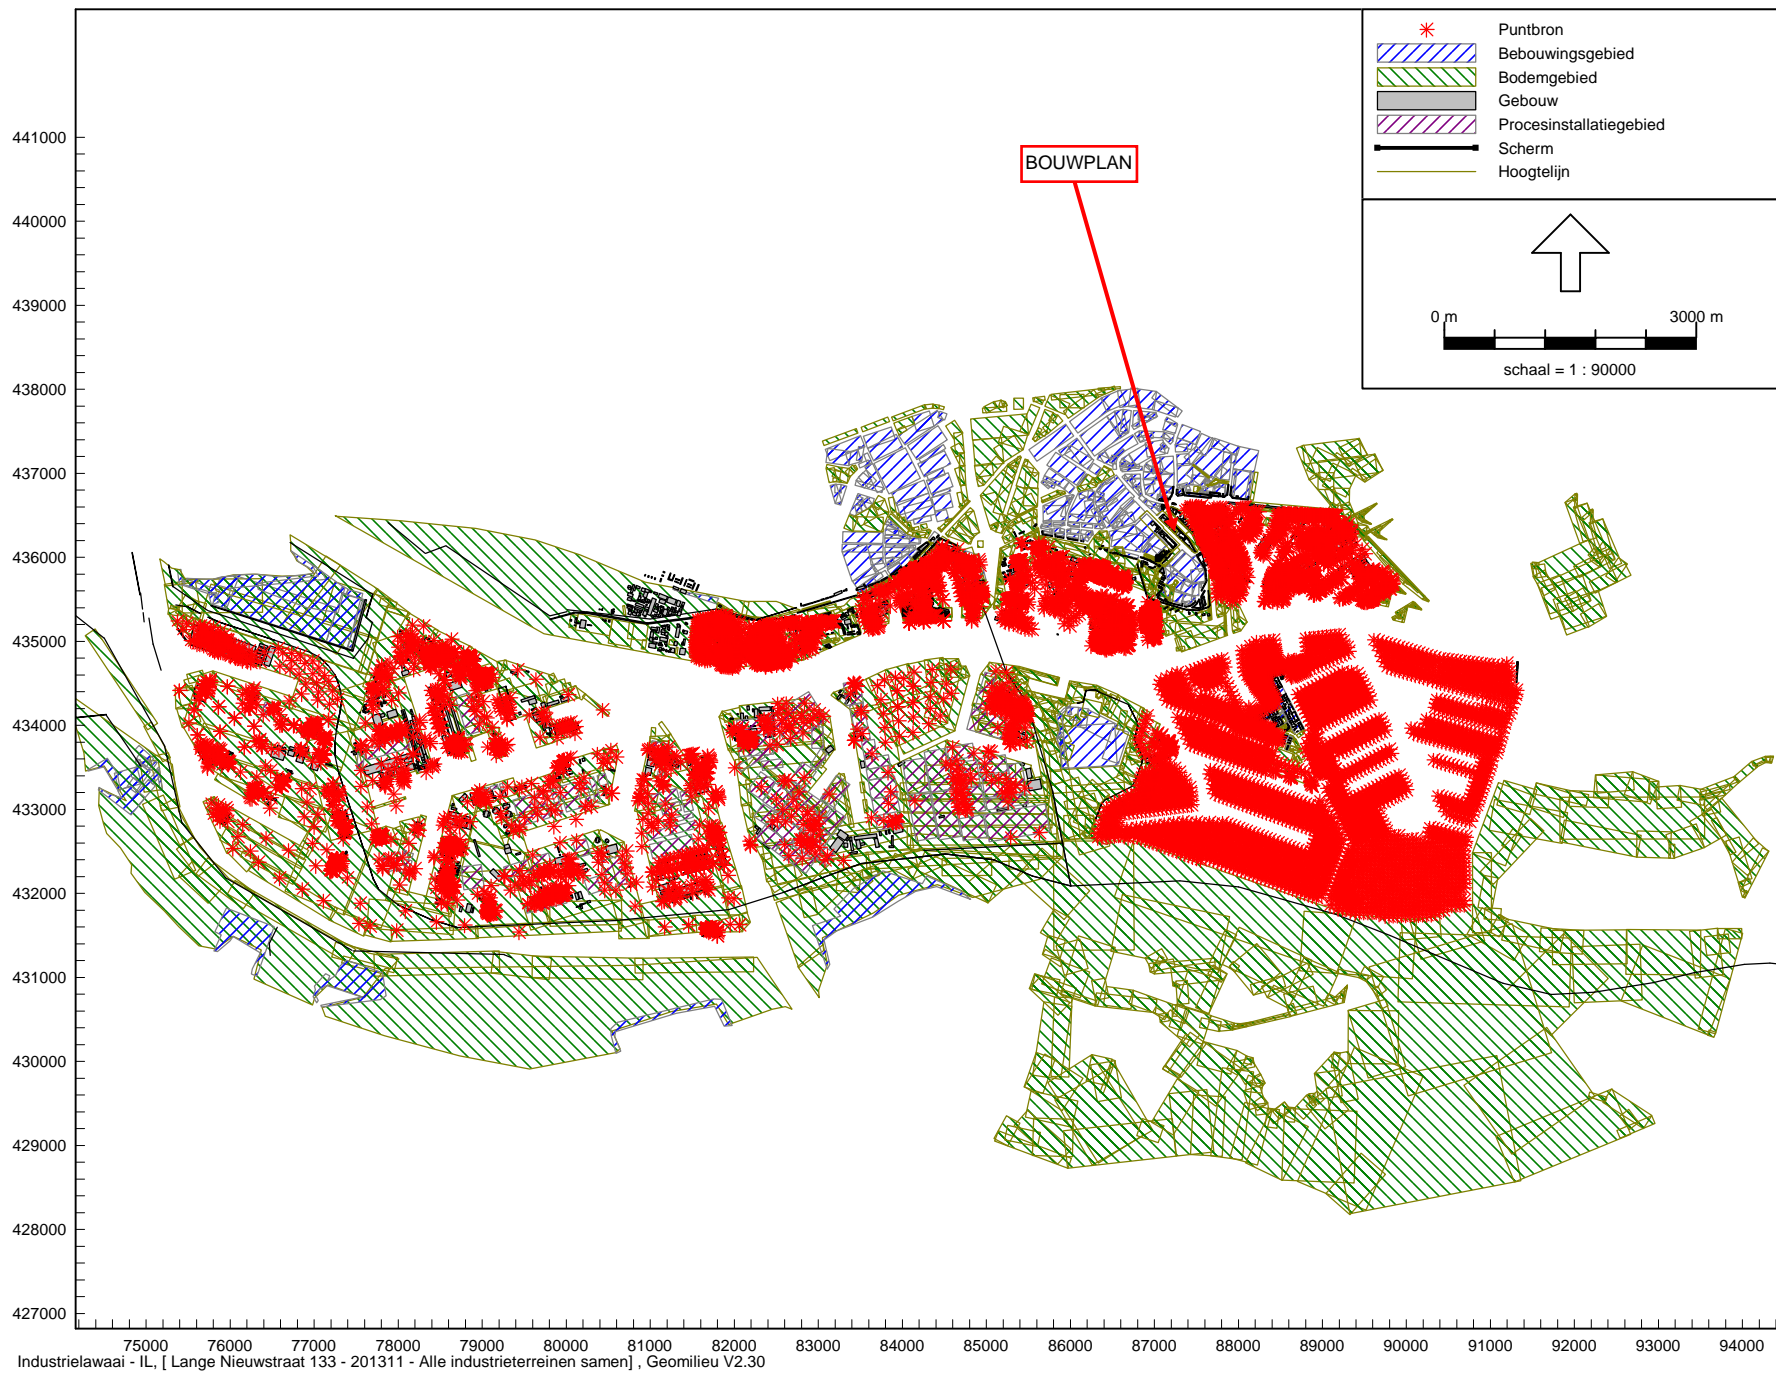 Puntbron
Bebouwingsgebied
Bodemgebied
Gebouw
Procesinstallatiegebied
Scherm
Hoogtelijn
0 m 3000 m
schaal = 1 : 90000
BOUWPLAN
441000
440000
439000
438000
437000
436000
435000
434000
433000
432000
431000
430000
429000
428000
427000
75000 76000 77000 78000 79000 80000 81000 82000 83000 84000 85000 86000 87000 88000 89000 90000 91000 92000 93000 94000
Industrielawaai - IL, [ Lange Nieuwstraat 133 - 201311 - Alle industrieterreinen samen] , Geomilieu V2.30